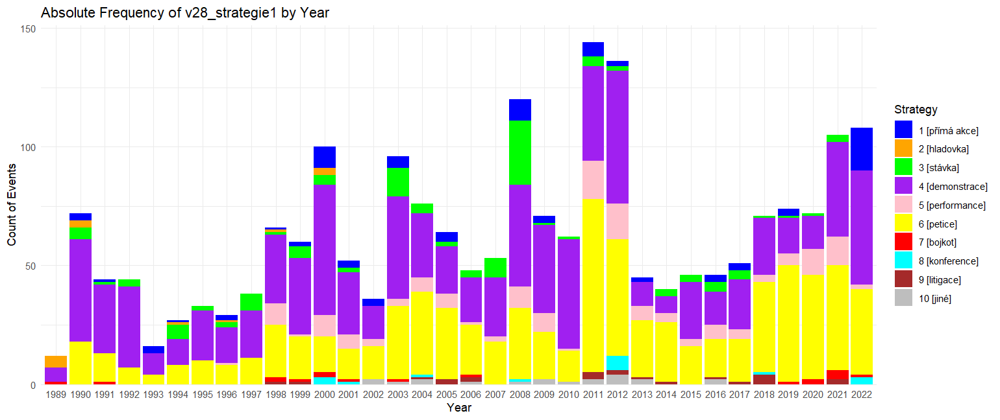 Absolute Frequency of v28_strategie1 by Year
Count of Events
150
100
50
0
1989 1990 1991 1992 1993 1994 1995 1996 1997 1998 1999 2000 2001 2002 2003 2004 2005 2006 2007 2008 2009 2010 2011 2012 2013 2014 2015 2016 2017 2018 2019 2020 2021 2022
Year
Strategy
1 [přímá akce]
2 [hladovka]
3 [stávka]
4 [demonstrace]
5 [performance]
6 [petice]
7 [bojkot]
8 [konference]
9 [litigace]
10 [jiné]